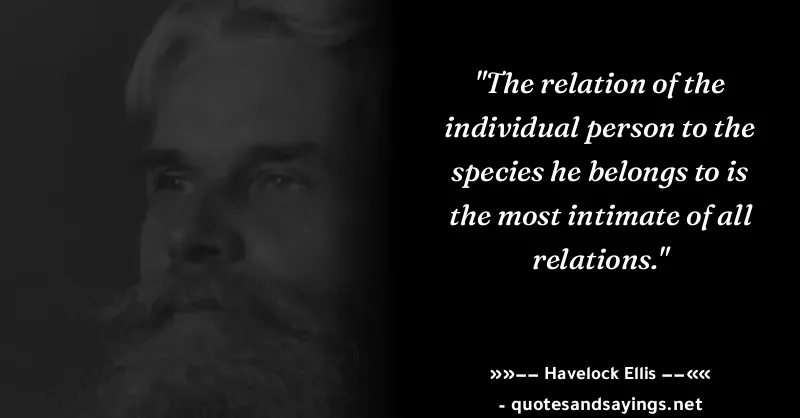 "The relation of the
individual person to the
species he belongs to is
the most intimate of all
relations."
»»–– Havelock Ellis ––««
- quotesandsayings.net